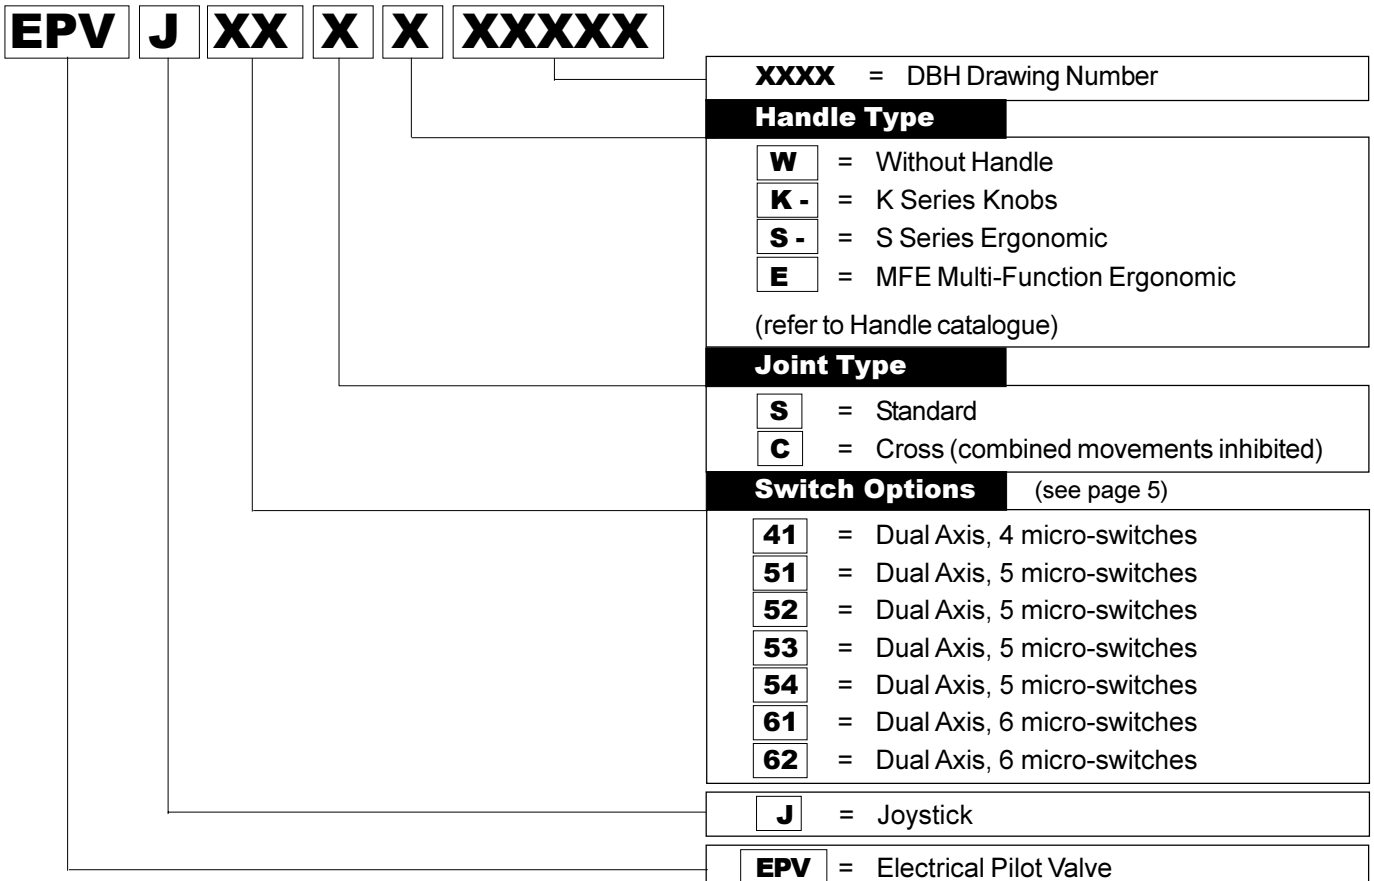 EPV J XX X X XXXXX
XXXX = DBH Drawing Number
Handle Type
W = Without Handle
K - = K Series Knobs
S - = S Series Ergonomic
E = MFE Multi-Function Ergonomic
(refer to Handle catalogue)
Joint Type
S = Standard
C = Cross (combined movements inhibited)
Switch Options (see page 5)
41 = Dual Axis, 4 micro-switches
51 = Dual Axis, 5 micro-switches
52 = Dual Axis, 5 micro-switches
53 = Dual Axis, 5 micro-switches
54 = Dual Axis, 5 micro-switches
61 = Dual Axis, 6 micro-switches
62 = Dual Axis, 6 micro-switches
J = Joystick
EPV = Electrical Pilot Valve